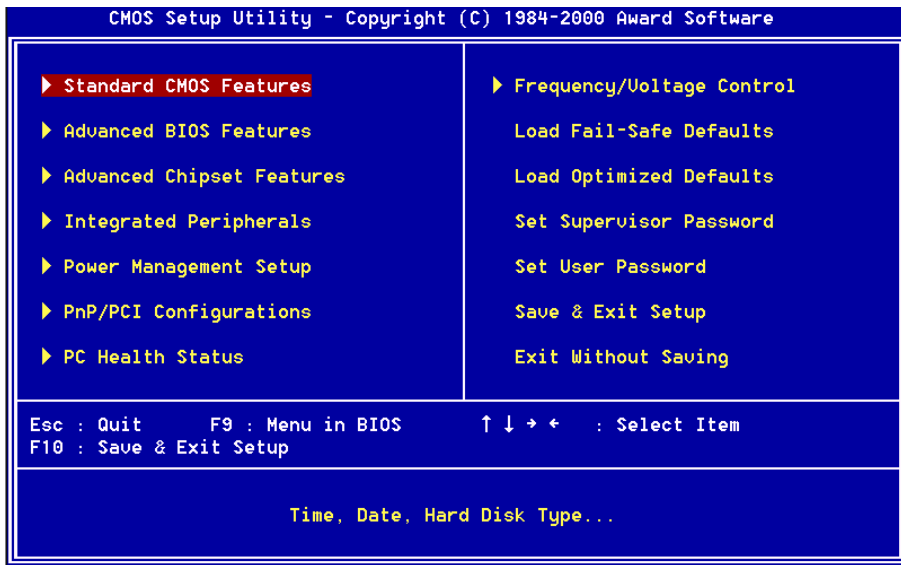 CMOS Setup Utility - Copyright (C) 1984-2000 Award Software
Standard CMOS Features
Advanced BIOS Features
Advanced Chipset Features
Integrated Peripherals
Power Management Setup
PnP/PCI Configurations
PC Health Status
Frequency/Voltage Control
Load Fail-Safe Defaults
Load Optimized Defaults
Set Supervisor Password
Set User Password
Save & Exit Setup
Exit Without Saving
Esc : Quit F9 : Menu in BIOS ↑ ↓ → ← : Select Item
F10 : Save & Exit Setup
Time, Date, Hard Disk Type...